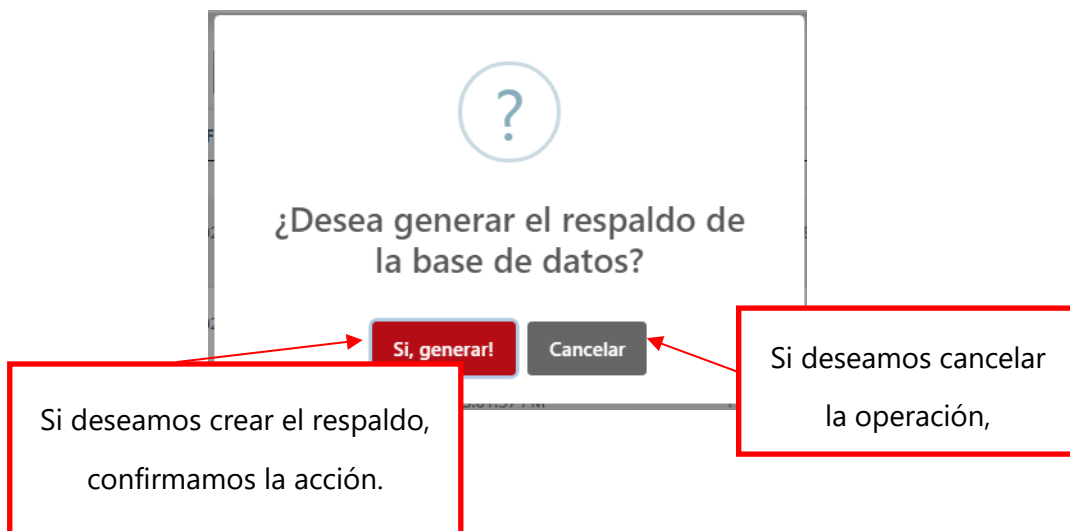 ?
¿Desea generar el respaldo de
la base de datos?
Si, generar!
Cancelar
Si deseamos crear el respaldo,
confirmamos la acción.
Si deseamos cancelar
la operación,